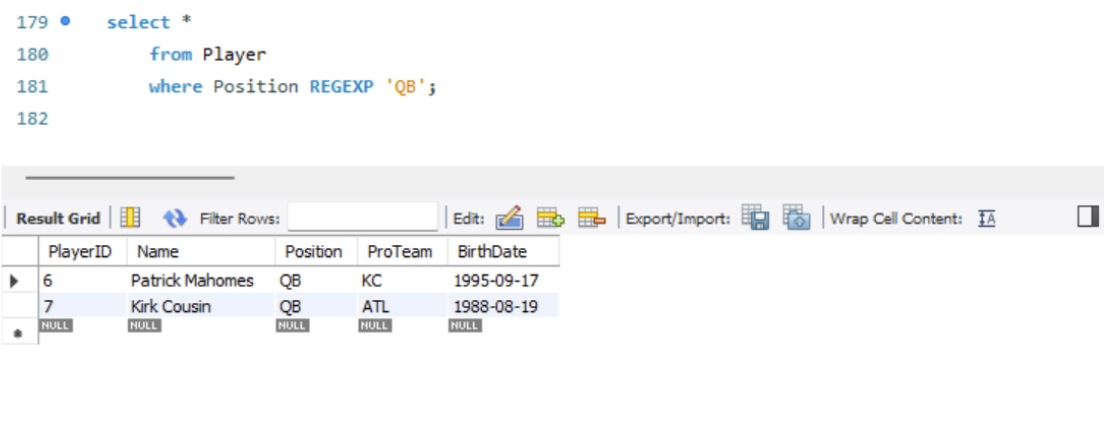 179 select *
180 from Player
181 where Position REGEXP 'QB';
182
Result Grid Filter Rows: Edit: Export/Import: Wrap Cell Content: IA
PlayerID Name Position ProTeam BirthDate
6 Patrick Mahomes QB KC 1995-09-17
7 Kirk Cousin QB ATL 1988-08-19
NULL NULL NULL NULL NULL